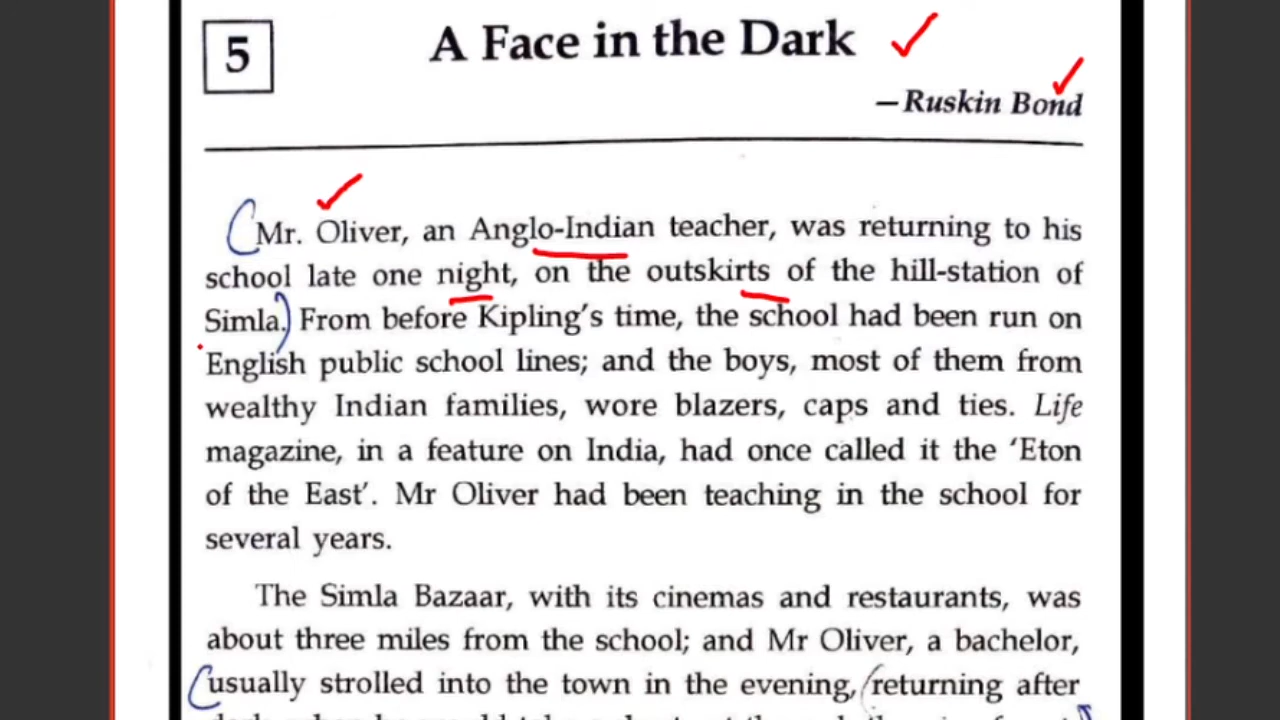 5
A Face in the Dark
—Ruskin Bond
Mr. Oliver, an Anglo-Indian teacher, was returning to his
school late one night, on the outskirts of the hill-station of
Simla. From before Kipling's time, the school had been run on
English public school lines; and the boys, most of them from
wealthy Indian families, wore blazers, caps and ties. Life
magazine, in a feature on India, had once called it the 'Eton
of the East'. Mr Oliver had been teaching in the school for
several years.
The Simla Bazaar, with its cinemas and restaurants, was
about three miles from the school; and Mr Oliver, a bachelor,
usually strolled into the town in the evening, returning after